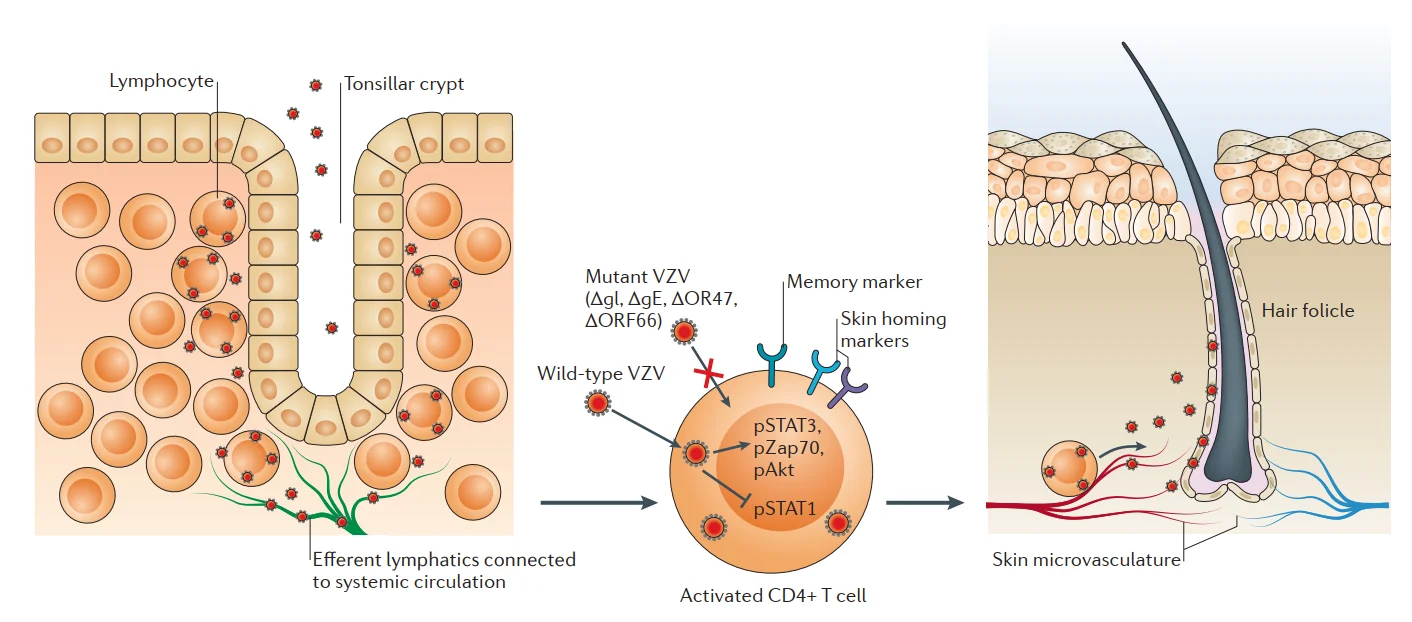 Lymphocyte
Tonsillar crypt
Efferent lymphatics connected
to systemic circulation
Mutant VZV
(Δgl, ΔgE, ΔOR47,
ΔORF66)
Wild-type VZV
Memory marker
Skin homing
markers
pSTAT3,
pZap70,
pAkt
pSTAT1
Activated CD4+ T cell
Hair folicle
Skin microvasculature